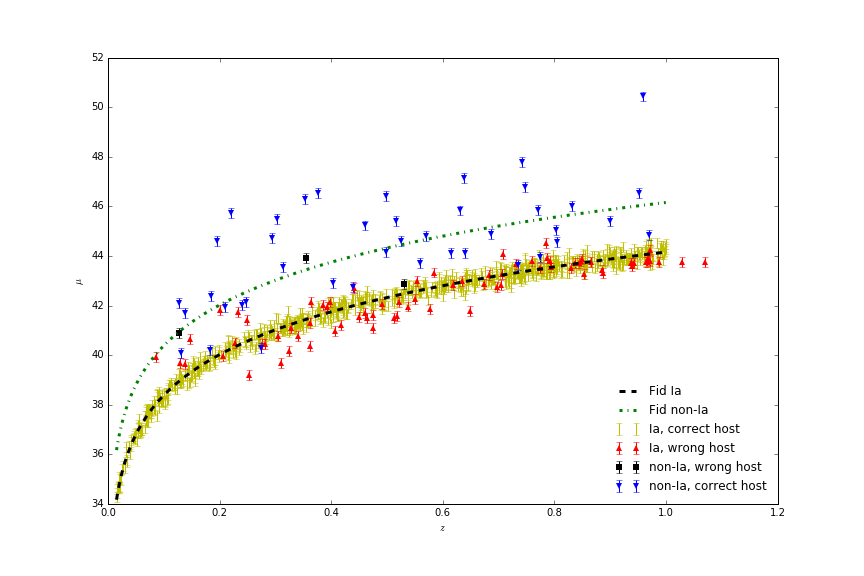 52
50
48
46
44
42
40
38
36
34
μ
0.0 0.2 0.4 0.6 0.8 1.0 1.2
z
Fid Ia
Fid non-Ia
Ia, correct host
Ia, wrong host
non-Ia, wrong host
non-Ia, correct host